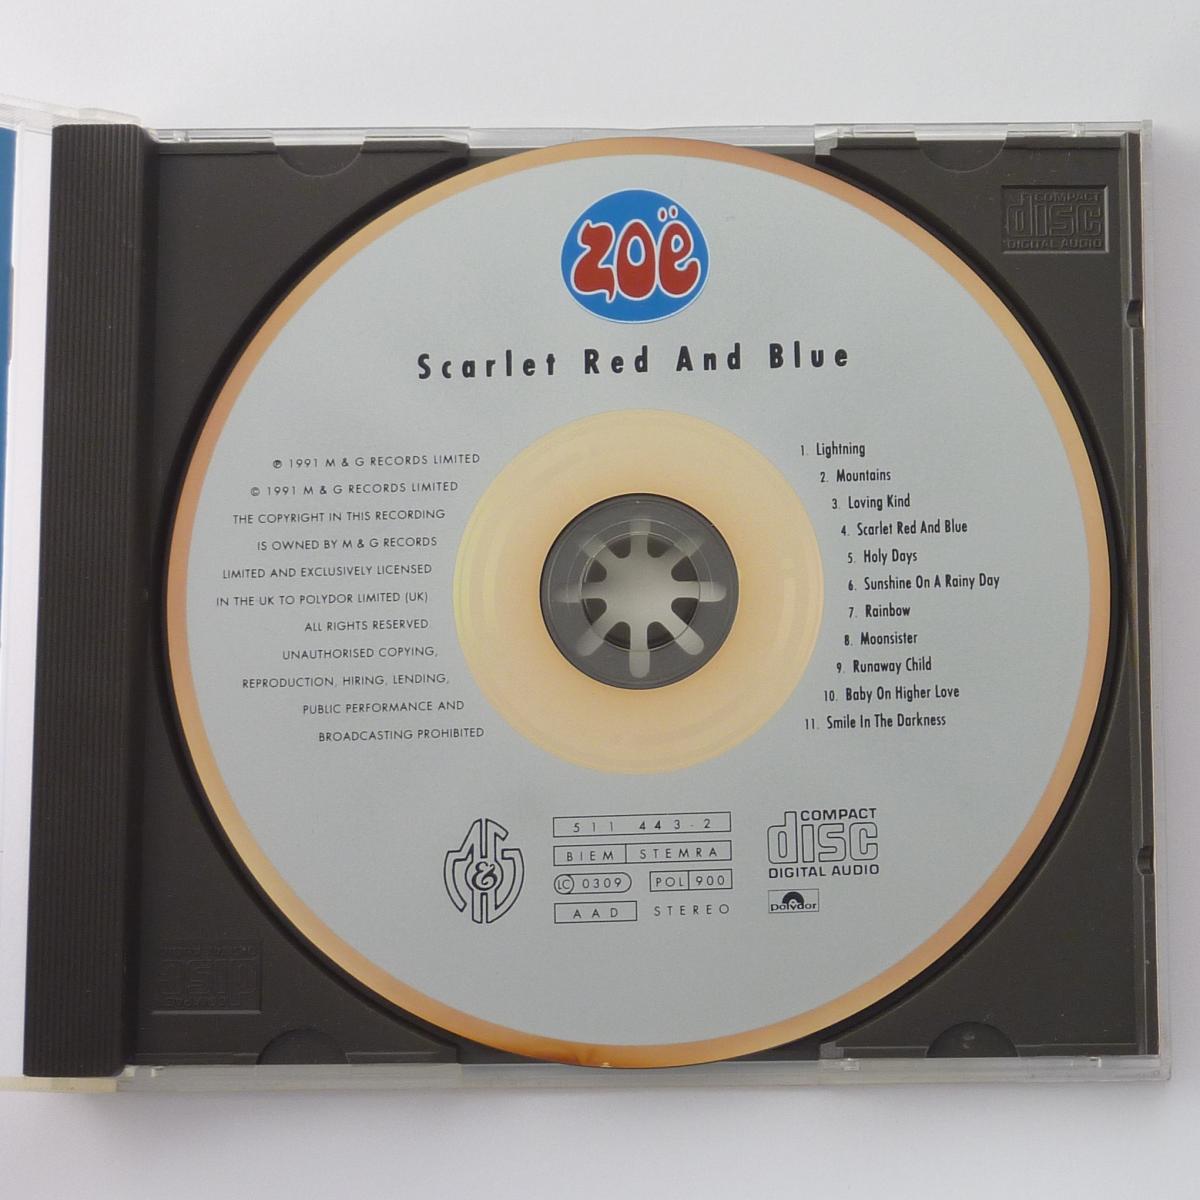 COMPACT
disc
DIGITAL AUDIO
zoë
Scarlet Red And Blue
℗ 1991 M & G RECORDS LIMITED
© 1991 M & G RECORDS LIMITED
THE COPYRIGHT IN THIS RECORDING
IS OWNED BY M & G RECORDS
LIMITED AND EXCLUSIVELY LICENSED
IN THE UK TO POLYDOR LIMITED (UK)
ALL RIGHTS RESERVED
UNAUTHORISED COPYING,
REPRODUCTION, HIRING, LENDING,
PUBLIC PERFORMANCE AND
BROADCASTING PROHIBITED
1. Lightning
2. Mountains
3. Loving Kind
4. Scarlet Red And Blue
5. Holy Days
6. Sunshine On A Rainy Day
7. Rainbow
8. Moonsister
9. Runaway Child
10. Baby On Higher Love
11. Smile In The Darkness
M&G
511 443-2
BIEM STEMRA
LC 0309 POL 900
AAD STEREO
COMPACT
disc
DIGITAL AUDIO
polydor
COMPACT
disc
DIGITAL AUDIO